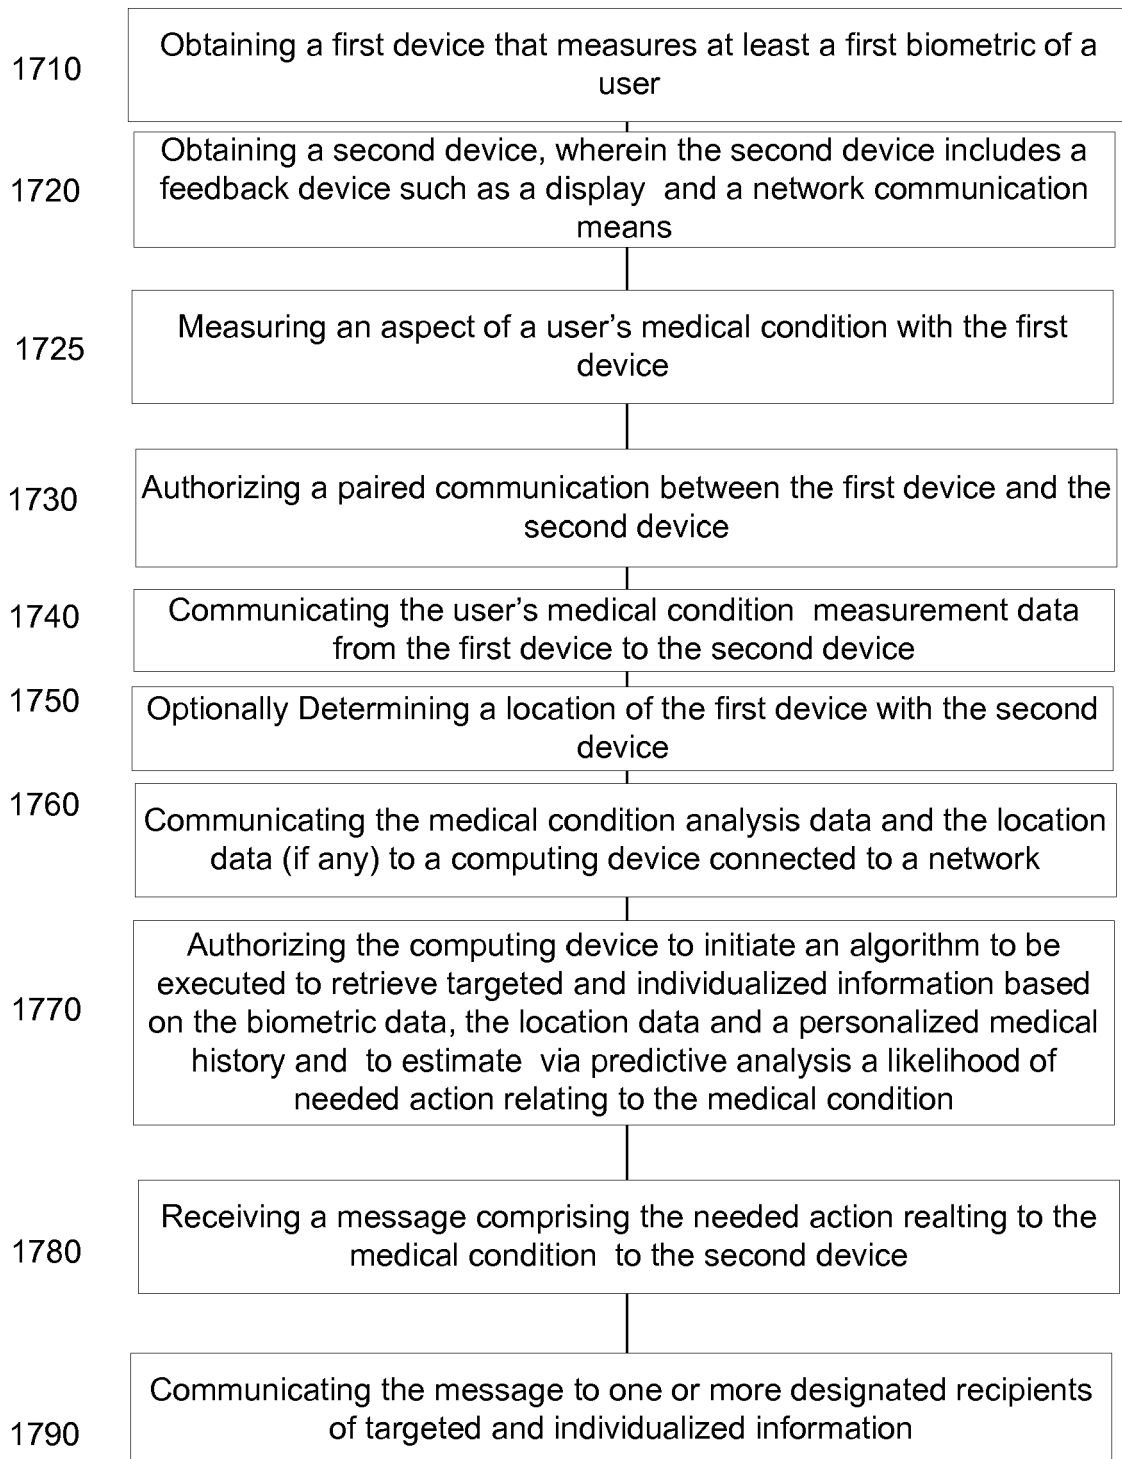 1710
Obtaining a first device that measures at least a first biometric of a
user
1720
Obtaining a second device, wherein the second device includes a
feedback device such as a display  and a network communication
means
1725
Measuring an aspect of a user’s medical condition with the first
device
1730
Authorizing a paired communication between the first device and the
second device
1740
Communicating the user’s medical condition  measurement data
from the first device to the second device
1750
Optionally Determining a location of the first device with the second
device
1760
Communicating the medical condition analysis data and the location
data (if any) to a computing device connected to a network
1770
Authorizing the computing device to initiate an algorithm to be
executed to retrieve targeted and individualized information based
on the biometric data, the location data and a personalized medical
history and  to estimate  via predictive analysis a likelihood of
needed action relating to the medical condition
1780
Receiving a message comprising the needed action realting to the
medical condition  to the second device
1790
Communicating the message to one or more designated recipients
of targeted and individualized information